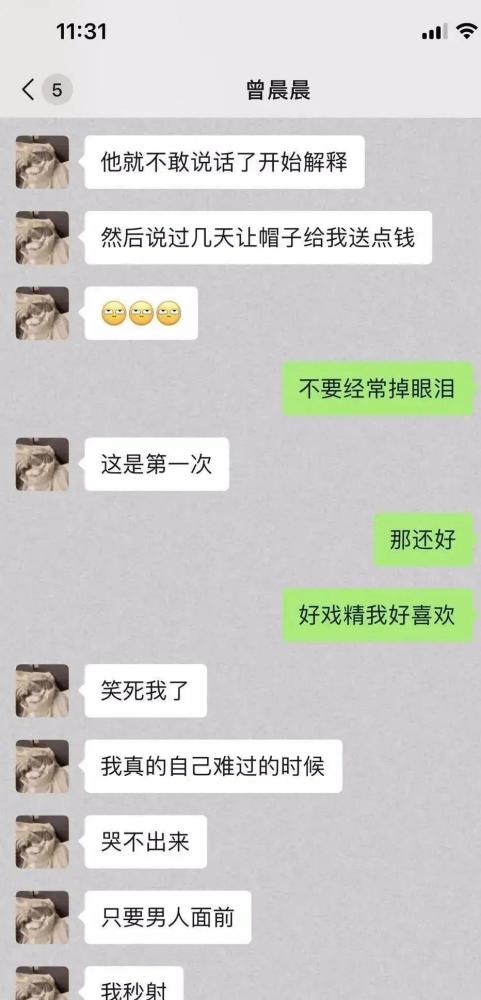 11:31
5
曾晨晨
他就不敢说话了开始解释
然后说过几天让帽子给我送点钱
🙄🙄🙄
不要经常掉眼泪
这是第一次
那还好
好戏精我好喜欢
笑死我了
我真的自己难过的时候
哭不出来
只要男人面前
我秒射